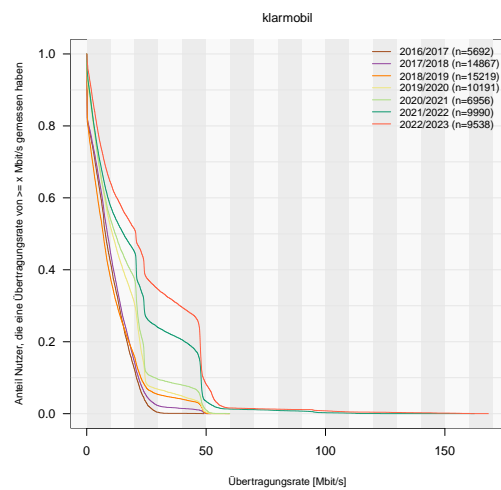 klarmobil
Anteil Nutzer, die eine Übertragungsrate von >= x Mbit/s gemessen haben
1.0
0.8
0.6
0.4
0.2
0.0
2016/2017 (n=5692)
2017/2018 (n=14867)
2018/2019 (n=15219)
2019/2020 (n=10191)
2020/2021 (n=6956)
2021/2022 (n=9990)
2022/2023 (n=9538)
0 50 100 150
Übertragungsrate [Mbit/s]